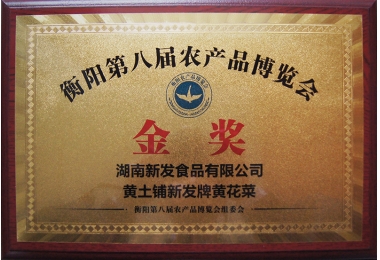 衡阳第八届农产品博览会
金奖
湖南新发食品有限公司
黄土铺新发牌黄花菜
衡阳第八届农产品博览会组委会